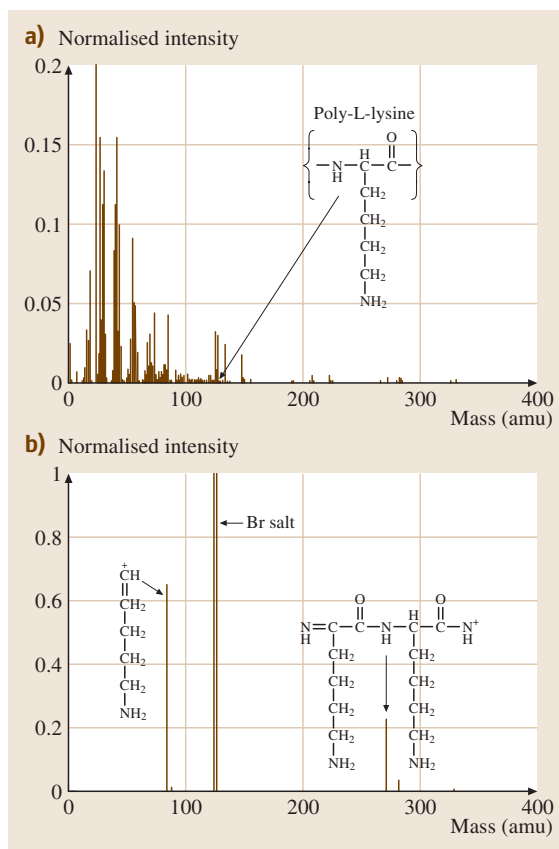 a) Normalised intensity
0.2
Poly-L-lysine
O
H
N C C
H
CH2
0.15
CH2
0.1
CH2
CH2
NH2
0.05
0
0 100 200 300 400
Mass (amu)
b) Normalised intensity
1
Br salt
0.8
+
CH
O O
0.6
CH2
H
N C C N C C N+
H H H
CH2
CH2 CH2
0.4
CH2
CH2 CH2
CH2
CH2 CH2
NH2
CH2 CH2
0.2
NH2 NH2
0
0 100 200 300 400
Mass (amu)